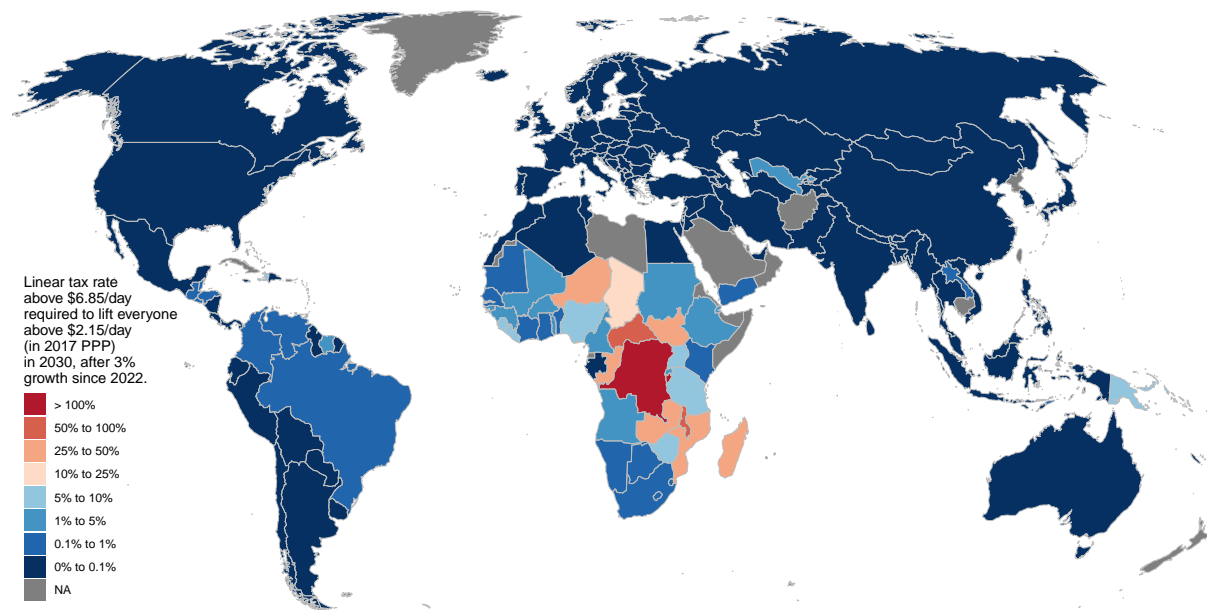 Linear tax rate
above $6.85/day
required to lift everyone
above $2.15/day
(in 2017 PPP)
in 2030, after 3%
growth since 2022.
> 100%
50% to 100%
25% to 50%
10% to 25%
5% to 10%
1% to 5%
0.1% to 1%
0% to 0.1%
NA